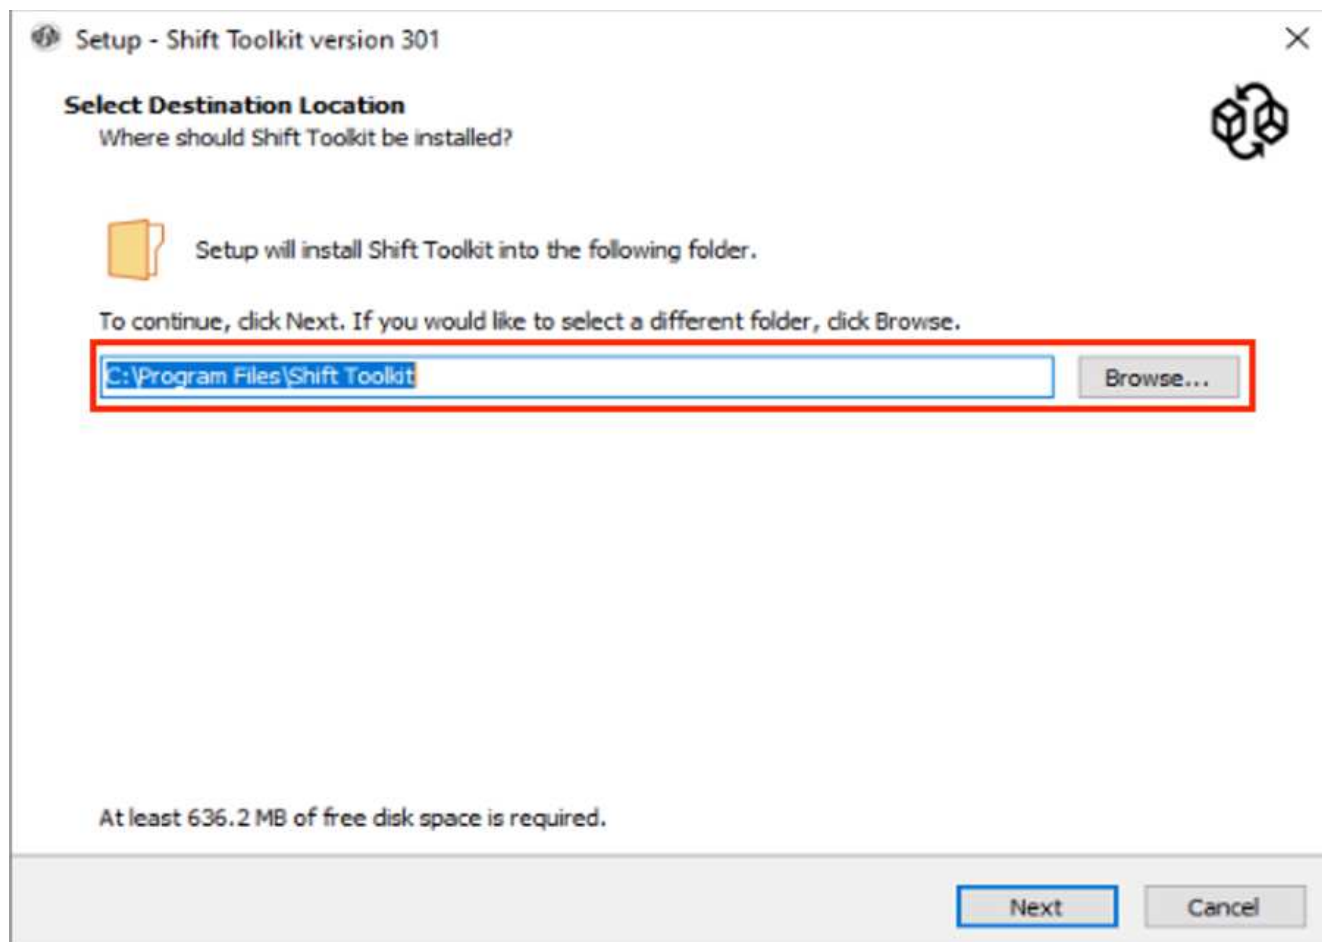 Setup - Shift Toolkit version 301
Select Destination Location
Where should Shift Toolkit be installed?
Setup will install Shift Toolkit into the following folder.
To continue, click Next. If you would like to select a different folder, click Browse.
C:\Program Files\Shift Toolkit
Browse...
At least 636.2 MB of free disk space is required.
Next
Cancel